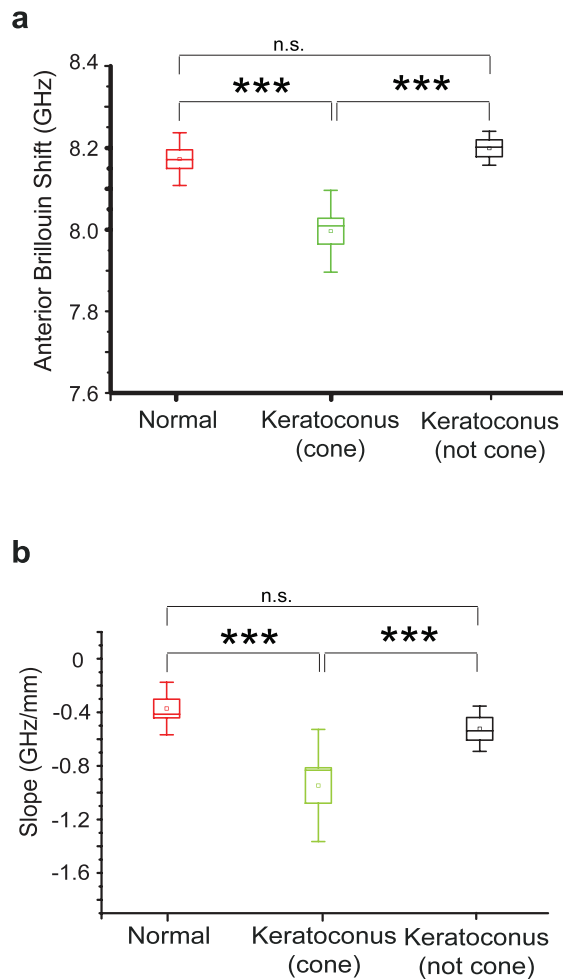 a
n.s.
*** ***
8.4
8.2
8.0
7.8
7.6
Anterior Brillouin Shift (GHz)
Normal Keratoconus Keratoconus
(cone) (not cone)
b
n.s.
*** ***
0
-0.4
-0.8
-1.2
-1.6
Slope (GHz/mm)
Normal Keratoconus Keratoconus
(cone) (not cone)